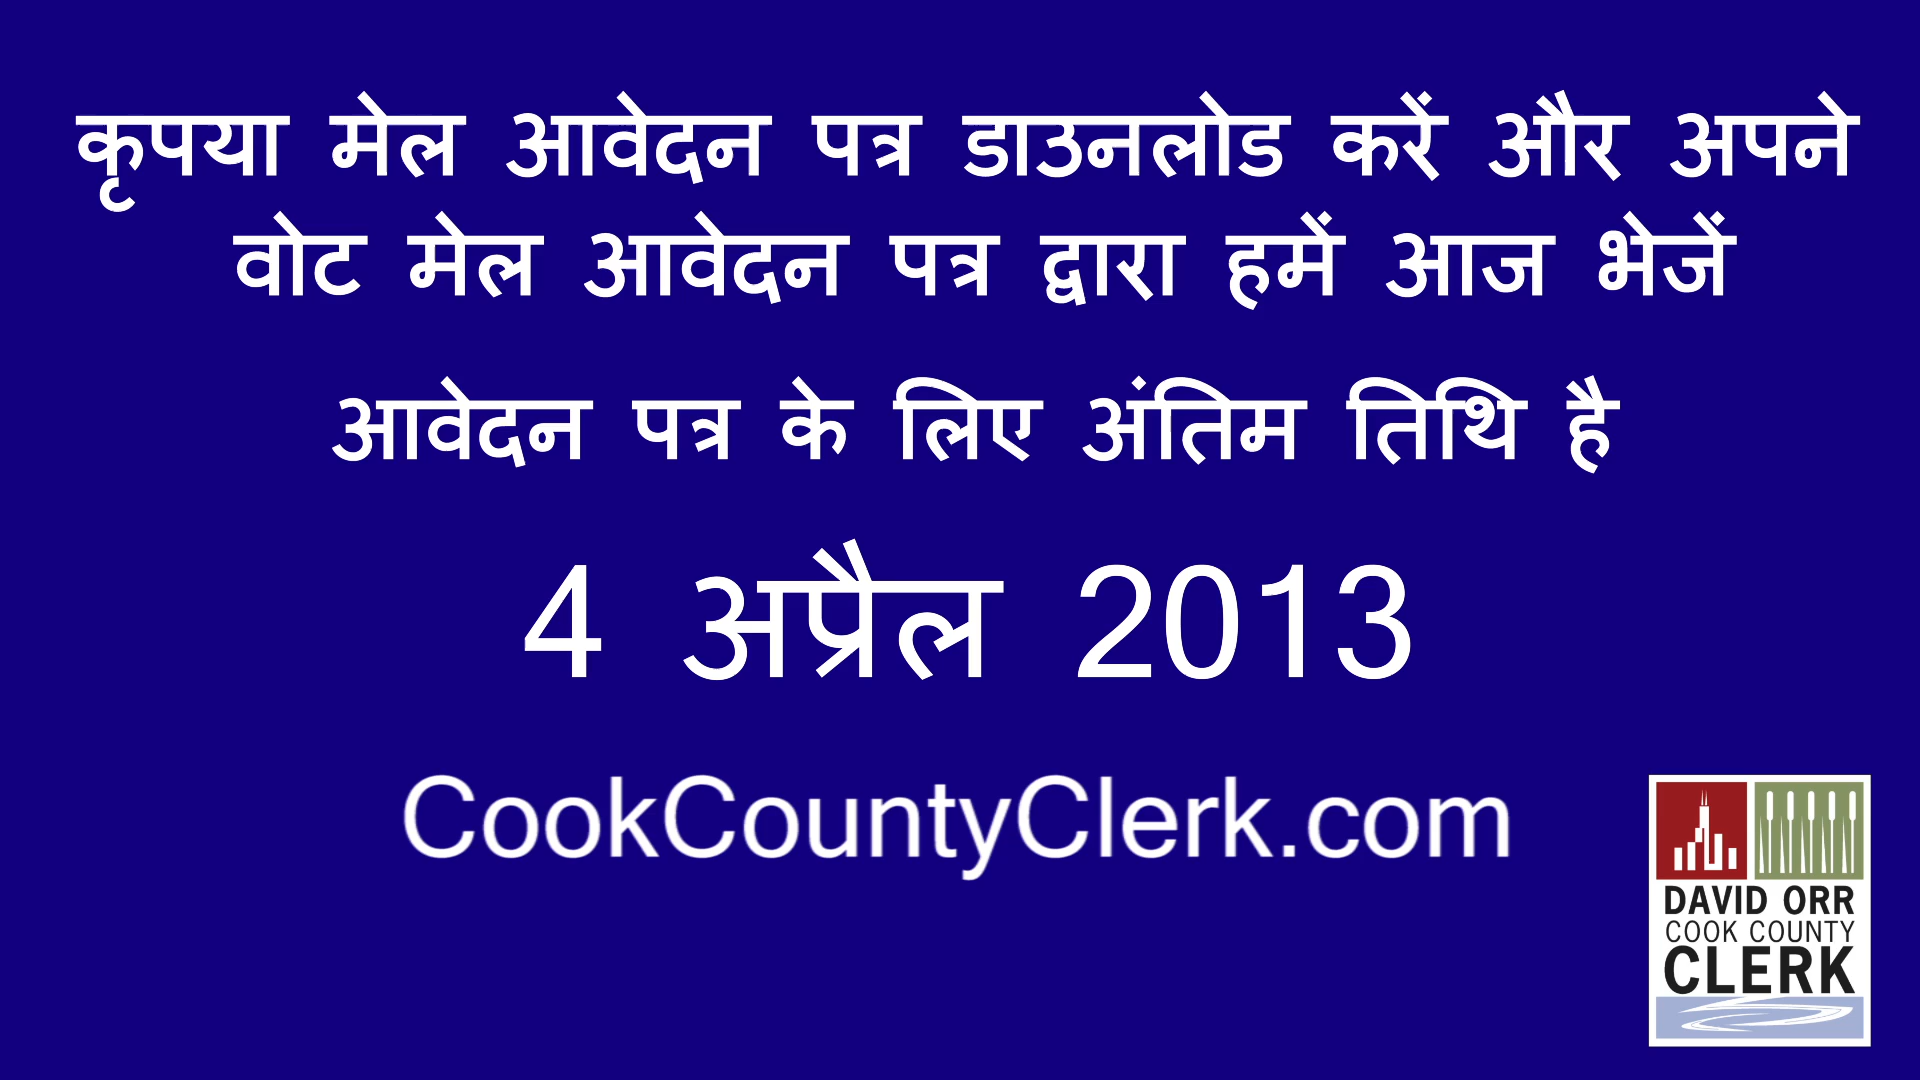 कृपया मेल आवेदन पत्र डाउनलोड करें और अपने
वोट मेल आवेदन पत्र द्वारा हमें आज भेजें
आवेदन पत्र के लिए अंतिम तिथि है
4 अप्रैल 2013
CookCountyClerk.com
DAVID ORR
COOK COUNTY
CLERK